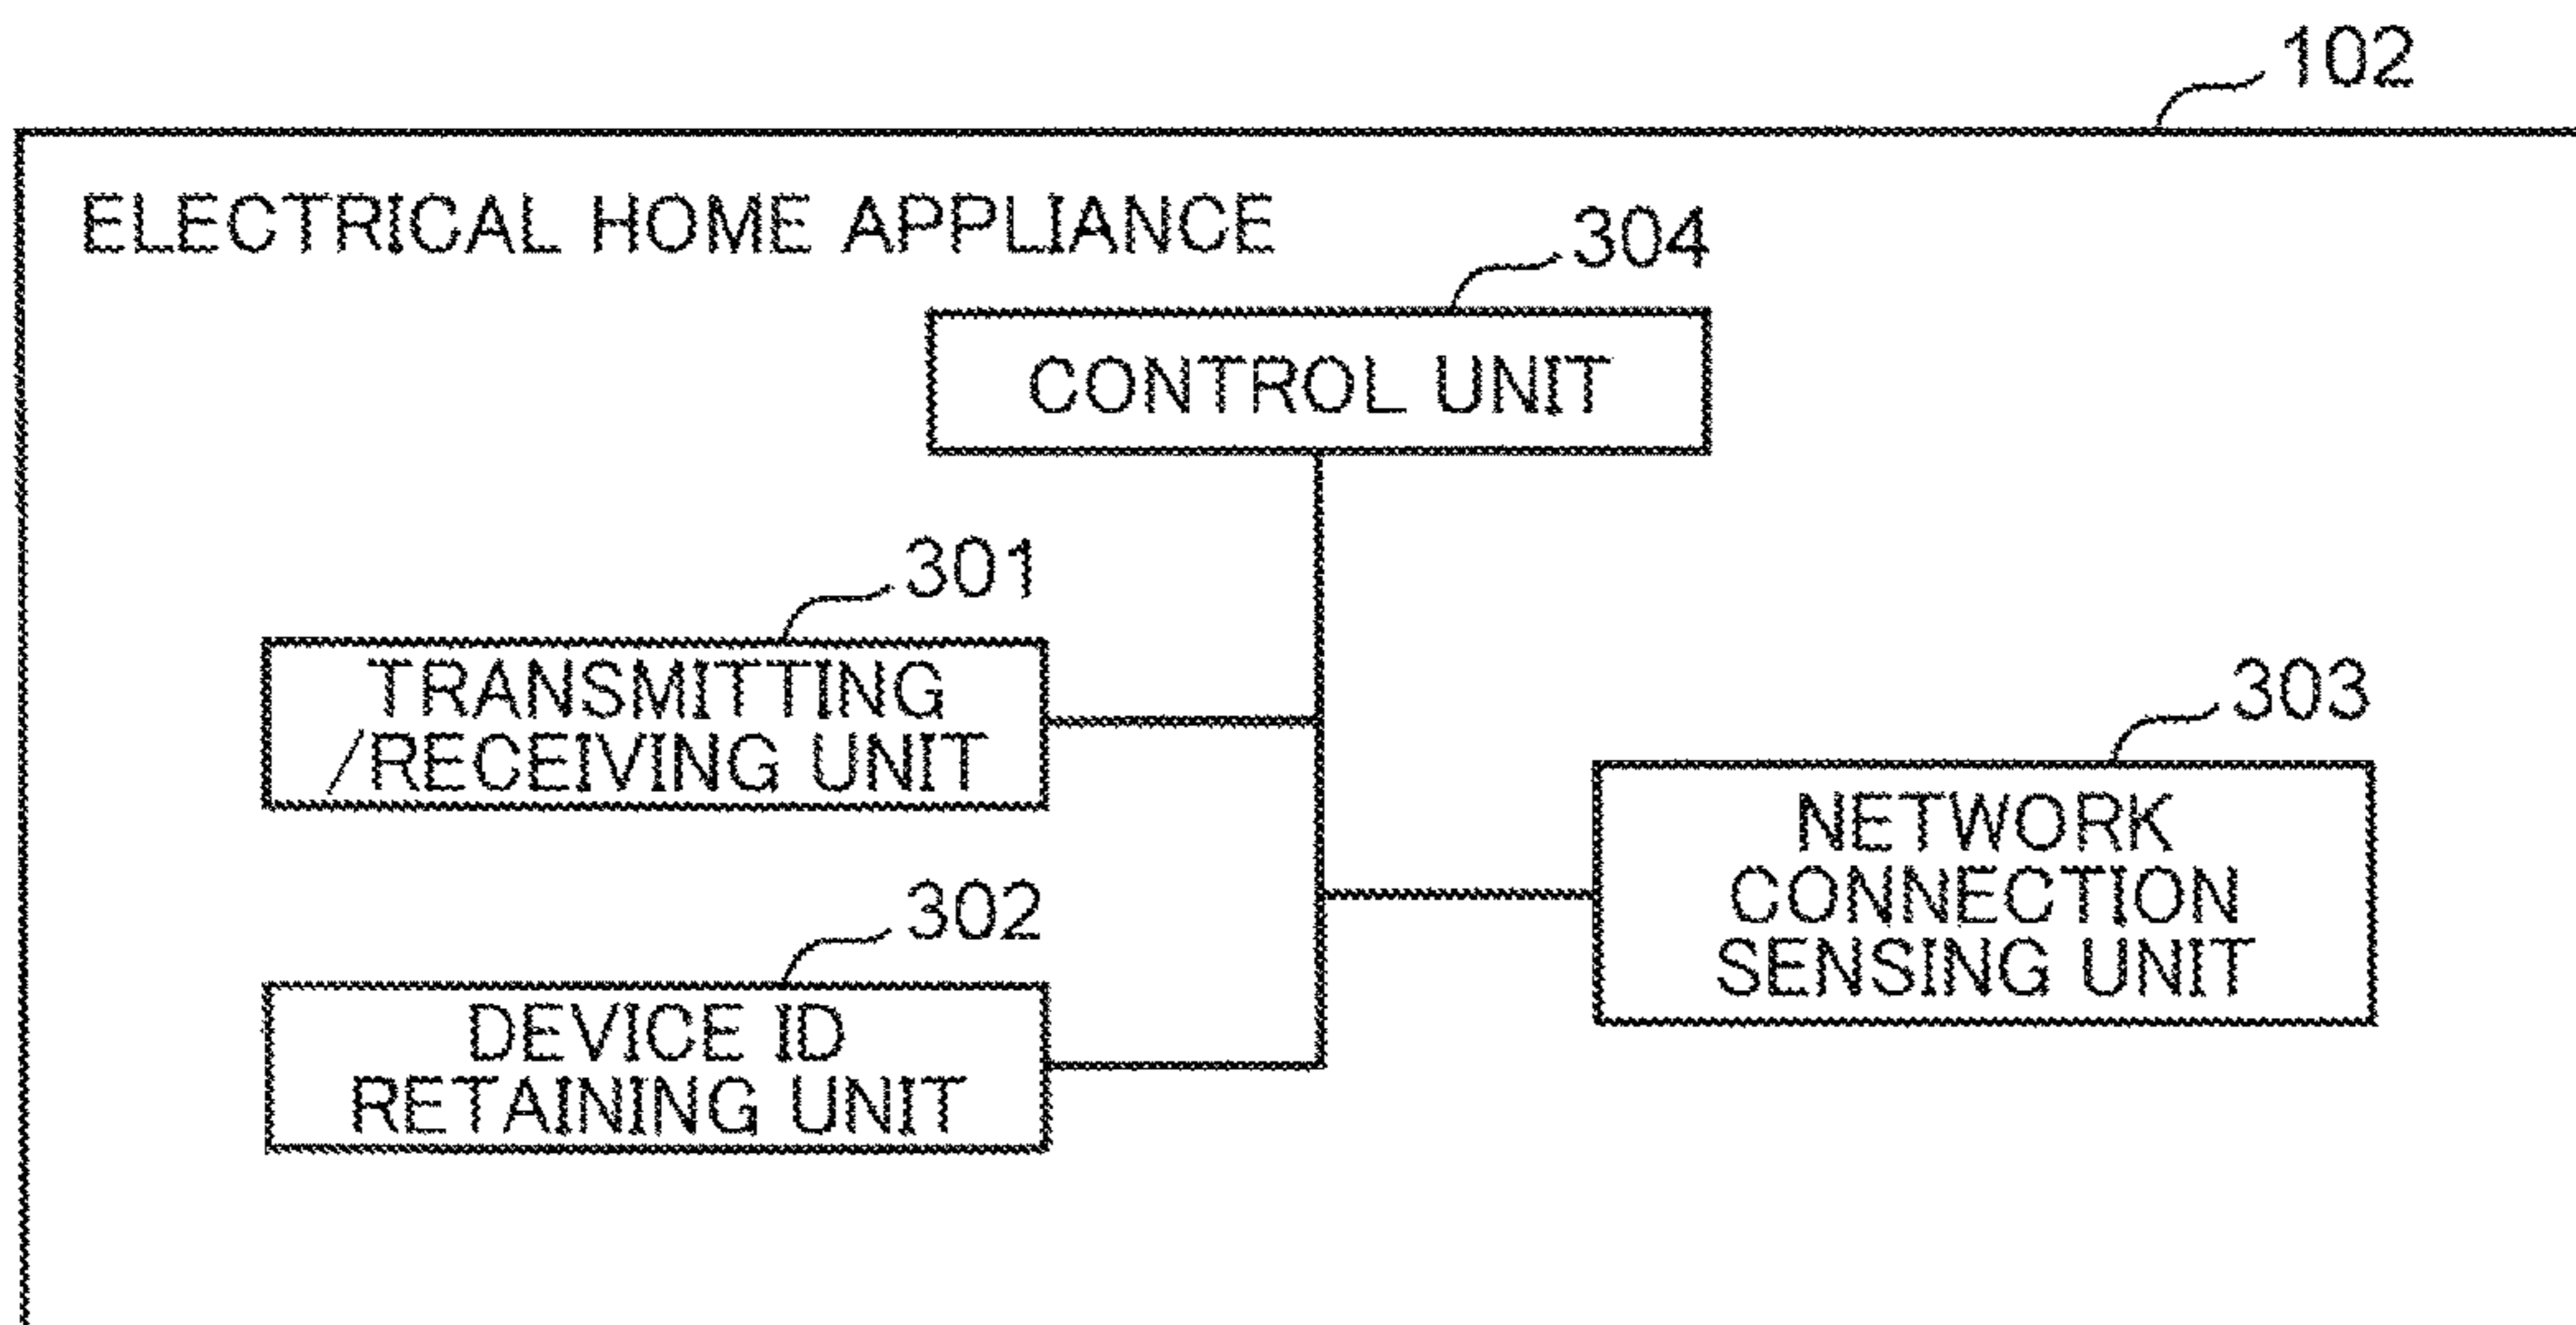 102
ELECTRICAL HOME APPLIANCE
304
CONTROL UNIT
301
TRANSMITTING
/RECEIVING UNIT
303
NETWORK
CONNECTION
SENSING UNIT
302
DEVICE ID
RETAINING UNIT